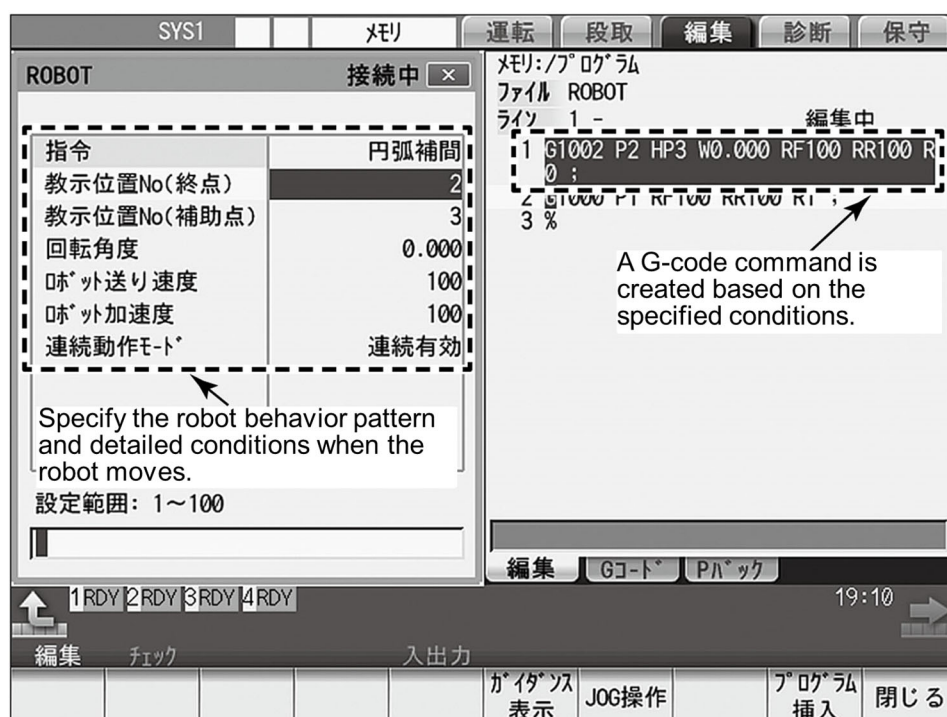 SYS1
メモリ
運転
段取
編集
診断
保守
ROBOT 接続中 ×
指令 円弧補間
教示位置No(終点) 2
教示位置No(補助点) 3
回転角度 0.000
ロボット送り速度 100
ロボット加速度 100
連続動作モード 連続有効
Specify the robot behavior pattern
and detailed conditions when the
robot moves.
設定範囲: 1～100
メモリ:/プログラム
ファイル ROBOT
ライン 1 - 編集中
1 G1002 P2 HP3 W0.000 RF100 RR100 R
0 ;
2 G1000 P1 RF100 RR100 R1 ;
3 %
A G-code command is
created based on the
specified conditions.
編集
Gコード
Pパック
1RDY 2RDY 3RDY 4RDY
19:10
編集
チェック
入出力
ガイダンス
表示
JOG操作
プログラム
挿入
閉じる